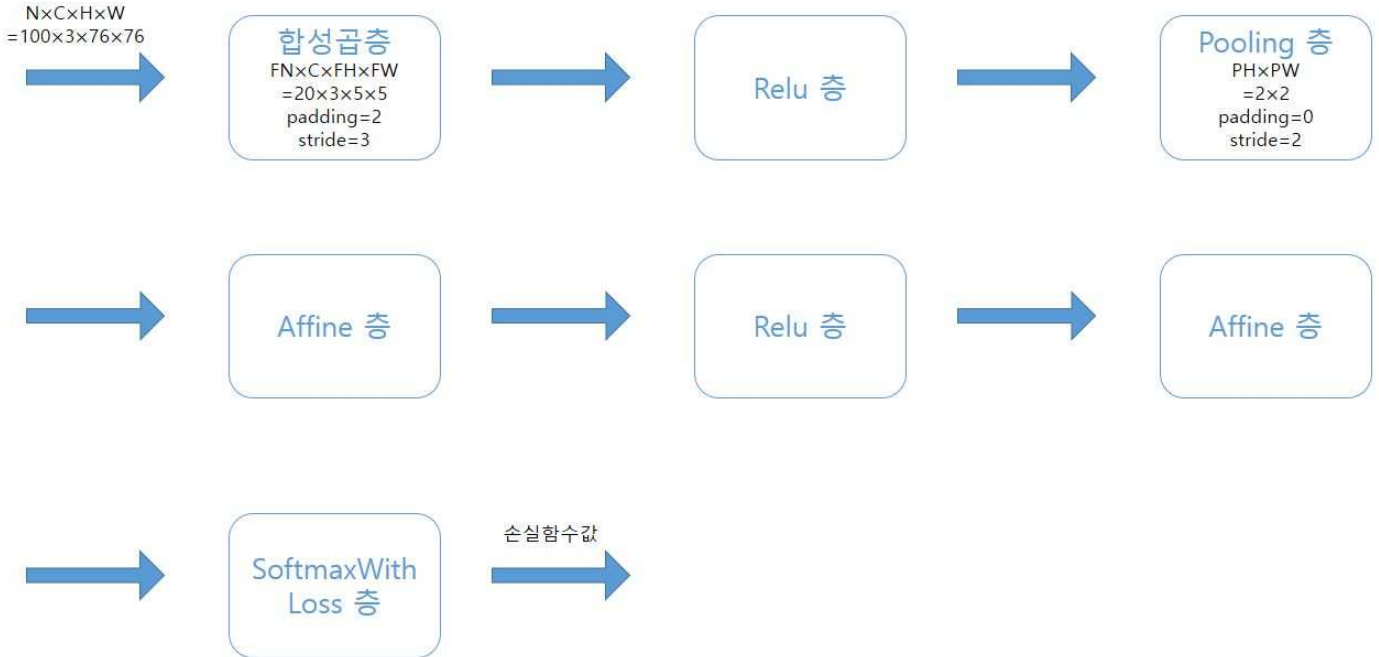 N×C×H×W
=100×3×76×76
합성곱층
FN×C×FH×FW
=20×3×5×5
padding=2
stride=3
Relu 층
Pooling 층
PH×PW
=2×2
padding=0
stride=2
Affine 층
Relu 층
Affine 층
SoftmaxWith
Loss 층
손실함수값